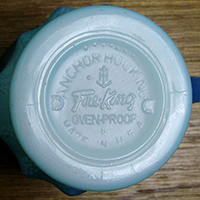 ANCHOR HOCKING
Fire-King
OVEN-PROOF
MADE IN U.S.A.